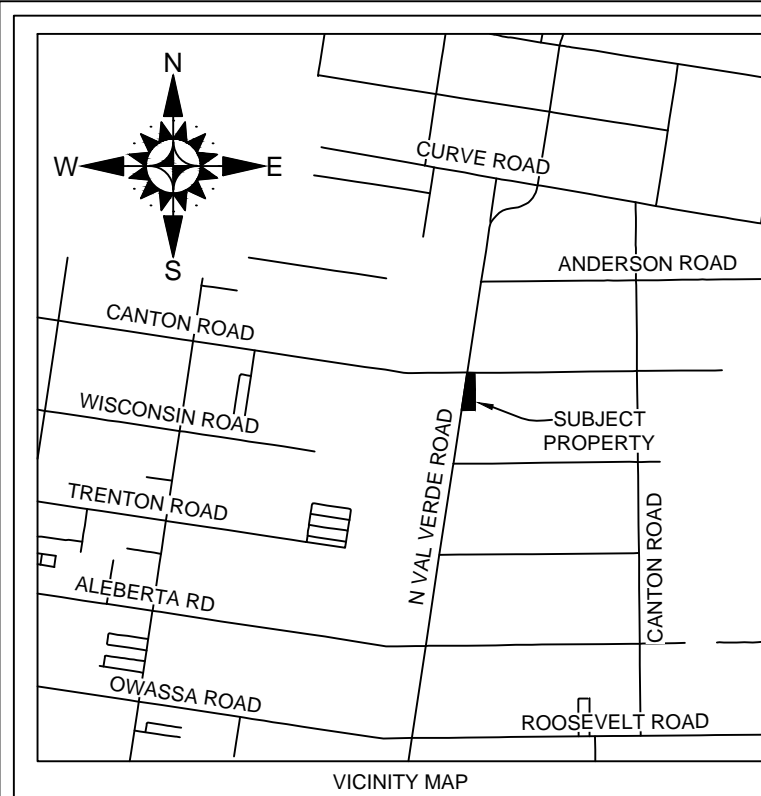 N
W
E
S
CURVE ROAD
ANDERSON ROAD
CANTON ROAD
WISCONSIN ROAD
SUBJECT
PROPERTY
N VAL VERDE ROAD
TRENTON ROAD
CANTON ROAD
ALEBERTA RD
OWASSA ROAD
ROOSEVELT ROAD
VICINITY MAP